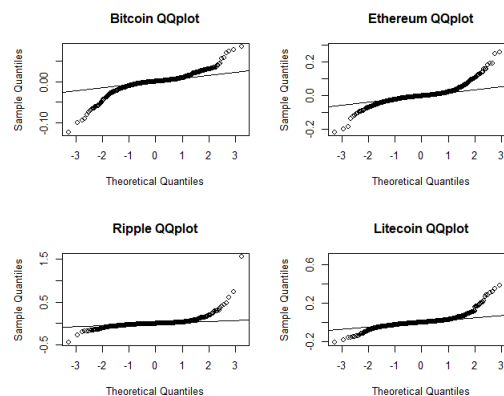 Bitcoin QQplot
Sample Quantiles
-0.10 0.00
-3 -2 -1 0 1 2 3
Theoretical Quantiles
Ethereum QQplot
Sample Quantiles
-0.2 0.0 0.2
-3 -2 -1 0 1 2 3
Theoretical Quantiles
Ripple QQplot
Sample Quantiles
-0.5 0.5 1.5
-3 -2 -1 0 1 2 3
Theoretical Quantiles
Litecoin QQplot
Sample Quantiles
-0.2 0.2 0.6
-3 -2 -1 0 1 2 3
Theoretical Quantiles